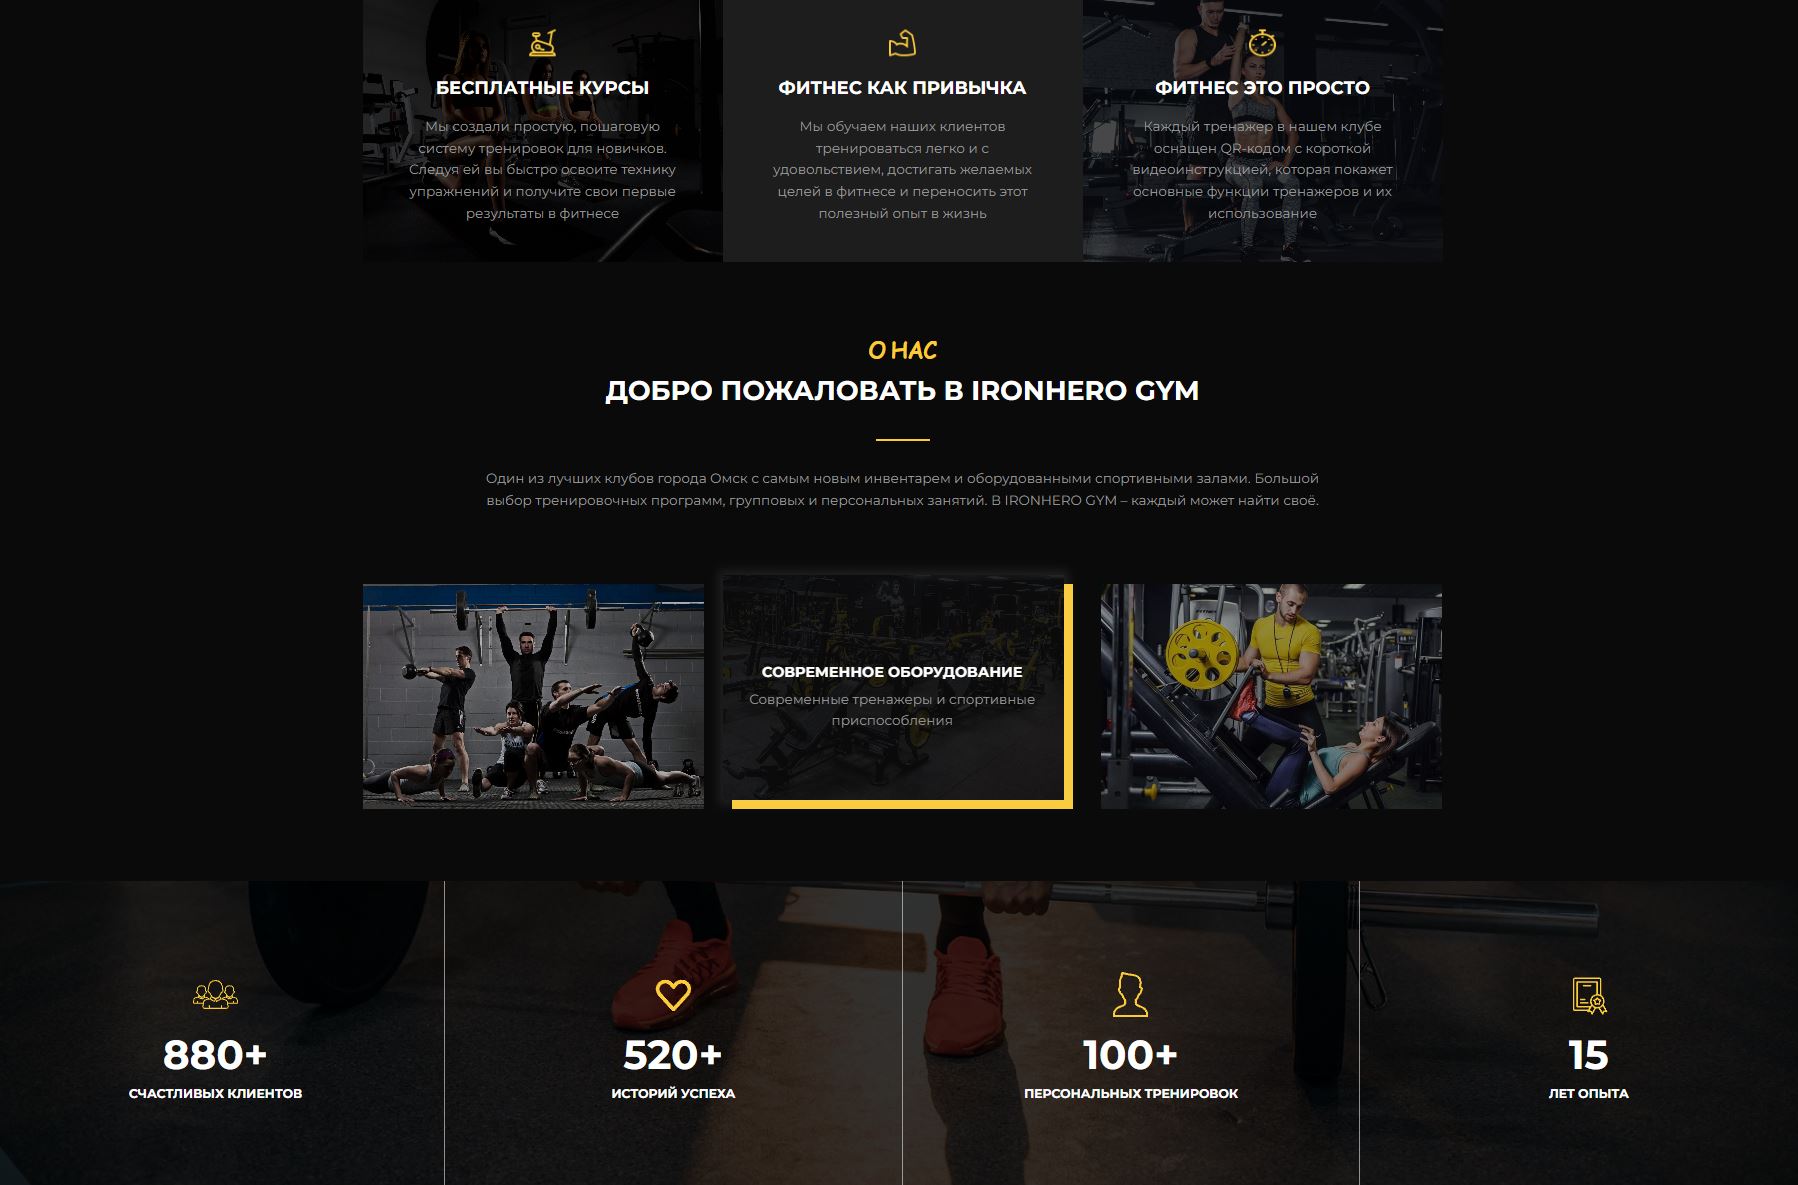 БЕСПЛАТНЫЕ КУРСЫ
Мы создали простую, пошаговую
систему тренировок для новичков.
Следуя ей вы быстро освоите технику
упражнений и получите свои первые
результаты в фитнесе
ФИТНЕС КАК ПРИВЫЧКА
Мы обучаем наших клиентов
тренироваться легко и с
удовольствием, достигать желаемых
целей в фитнесе и переносить этот
полезный опыт в жизнь
ФИТНЕС ЭТО ПРОСТО
Каждый тренажер в нашем клубе
оснащен QR-кодом с короткой
видеоинструкцией, которая покажет
основные функции тренажеров и их
использование
О НАС
ДОБРО ПОЖАЛОВАТЬ В IRONHERO GYM
Один из лучших клубов города Омск с самым новым инвентарем и оборудованными спортивными залами. Большой
выбор тренировочных программ, групповых и персональных занятий. В IRONHERO GYM – каждый может найти своё.
СОВРЕМЕННОЕ ОБОРУДОВАНИЕ
Современные тренажеры и спортивные
приспособления
880+
СЧАСТЛИВЫХ КЛИЕНТОВ
520+
ИСТОРИЙ УСПЕХА
100+
ПЕРСОНАЛЬНЫХ ТРЕНИРОВОК
15
ЛЕТ ОПЫТА